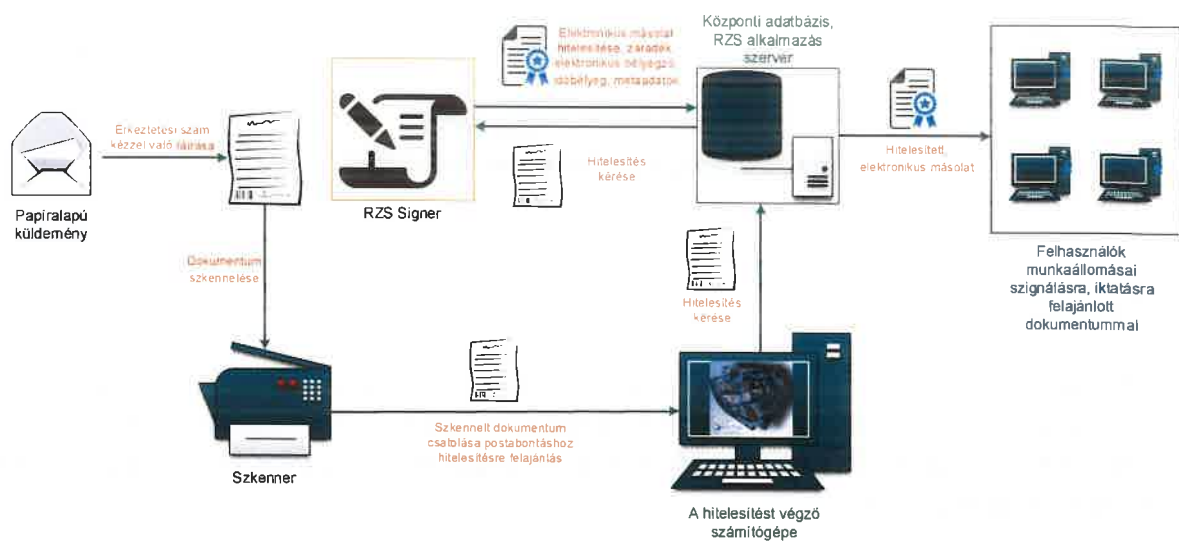 Elektronikus másolat
hitelesítése, záradék,
elektronikus bélyegző,
időbélyeg, metaadatok
Központi adatbázis,
RZS alkalmazás
szerver
Érkeztetési szám
kézzel való ráírása
Papíralapú
küldemény
RZS Signer
Hitelesítés
kérése
Hitelesített,
elektronikus másolat
Felhasználók
munkaállomásai
szignálásra, iktatásra
felajánlott
dokumentummal
Dokumentum
szkennelése
Hitelesítés
kérése
Szkenner
Szkennelt dokumentum
csatolása postabontáshoz
hitelesítésre felajánlás
A hitelesítést végző
számítógépe